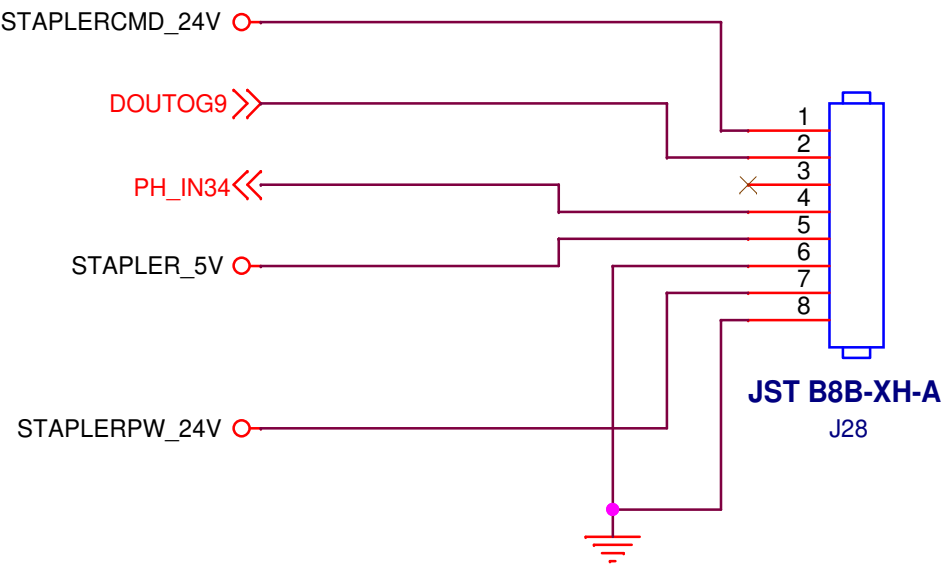 STAPLERCMD_24V
DOUTOG9
PH_IN34
STAPLER_5V
STAPLERPW_24V
1
2
3
4
5
6
7
8
JST B8B-XH-A
J28